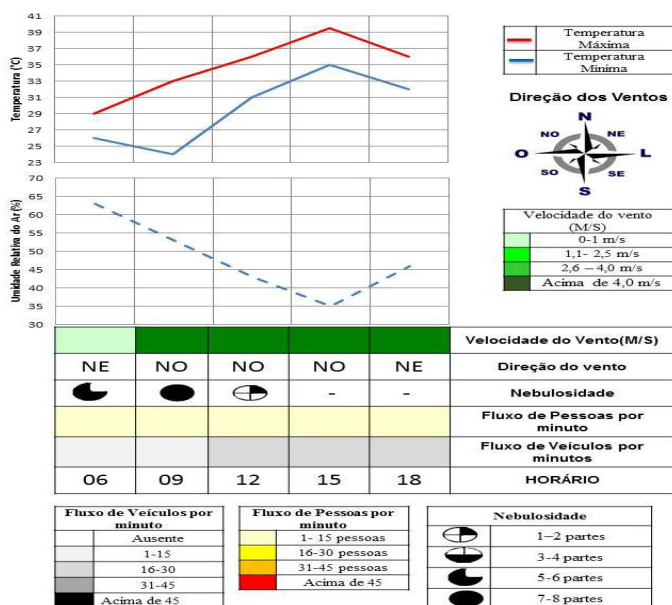 41
39
37
35
33
31
29
27
25
23
Temperatura (°C)
Temperatura
Máxima
Temperatura
Mínima
Direção dos Ventos
N
NO
NE
O
L
SO
SE
S
70
65
60
55
50
45
40
35
30
Umidade Relativa do Ar (%)
Velocidade do vento
(M/S)
0-1 m/s
1,1- 2,5 m/s
2,6 – 4,0 m/s
Acima de 4,0 m/s
Velocidade do Vento(M/S)
NE NO NO NO NE Direção do vento
- - Nebulosidade
Fluxo de Pessoas por
minuto
Fluxo de Veículos por
minutos
06 09 12 15 18 HORÁRIO
Fluxo de Veículos por
minuto
Ausente
1-15
16-30
31-45
Acima de 45
Fluxo de Pessoas por
minuto
1- 15 pessoas
16-30 pessoas
31-45 pessoas
Acima de 45
Nebulosidade
1–2 partes
3-4 partes
5-6 partes
7-8 partes